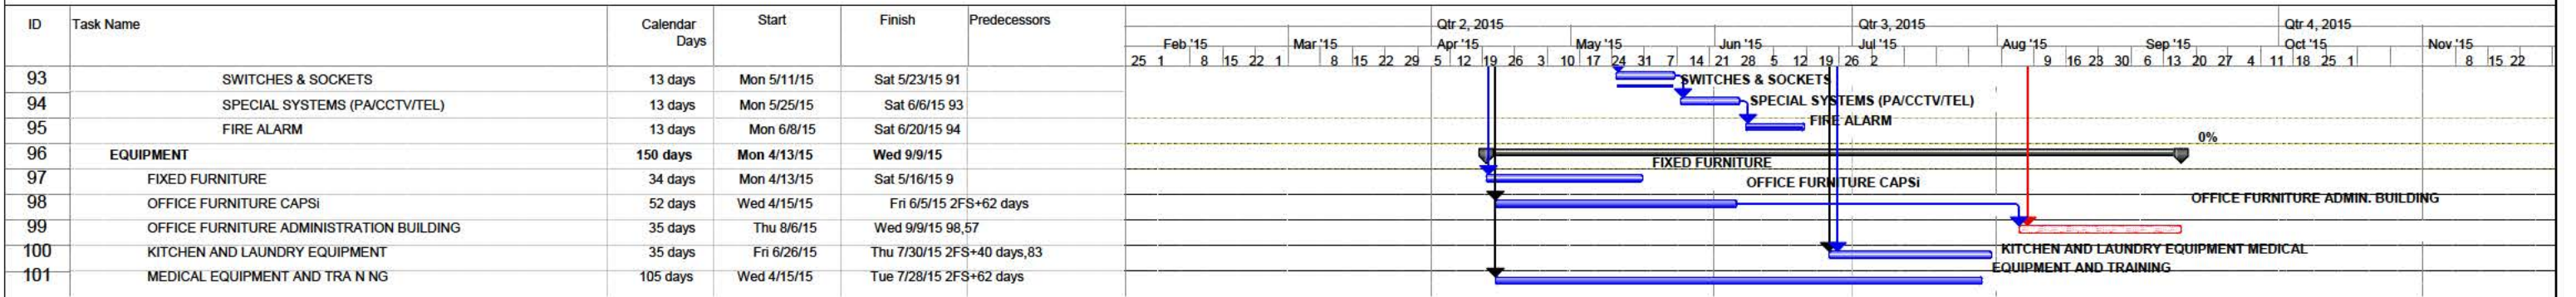 ID Task Name Calendar Days Start Finish Predecessors
Qtr 2, 2015 Qtr 3, 2015 Qtr 4, 2015
Feb '15 Mar '15 Apr '15 May '15 Jun '15 Jul '15 Aug '15 Sep '15 Oct '15 Nov '15
25 1 8 15 22 1 8 15 22 29 5 12 19 26 3 10 17 24 31 7 14 21 28 5 12 19 26 2 9 16 23 30 6 13 20 27 4 11 18 25 1 8 15 22
93 SWITCHES & SOCKETS 13 days Mon 5/11/15 Sat 5/23/15 91 SWITCHES & SOCKETS
94 SPECIAL SYSTEMS (PA/CCTV/TEL) 13 days Mon 5/25/15 Sat 6/6/15 93 SPECIAL SYSTEMS (PA/CCTV/TEL)
95 FIRE ALARM 13 days Mon 6/8/15 Sat 6/20/15 94 FIRE ALARM
0%
96 EQUIPMENT 150 days Mon 4/13/15 Wed 9/9/15
FIXED FURNITURE
97 FIXED FURNITURE 34 days Mon 4/13/15 Sat 5/16/15 9 OFFICE FURNITURE CAPSi
98 OFFICE FURNITURE CAPSi 52 days Wed 4/15/15 Fri 6/5/15 2FS+62 days OFFICE FURNITURE ADMIN. BUILDING
99 OFFICE FURNITURE ADMINISTRATION BUILDING 35 days Thu 8/6/15 Wed 9/9/15 98,57
100 KITCHEN AND LAUNDRY EQUIPMENT 35 days Fri 6/26/15 Thu 7/30/15 2FS+40 days,83 KITCHEN AND LAUNDRY EQUIPMENT MEDICAL
EQUIPMENT AND TRAINING
101 MEDICAL EQUIPMENT AND TRA N NG 105 days Wed 4/15/15 Tue 7/28/15 2FS+62 days